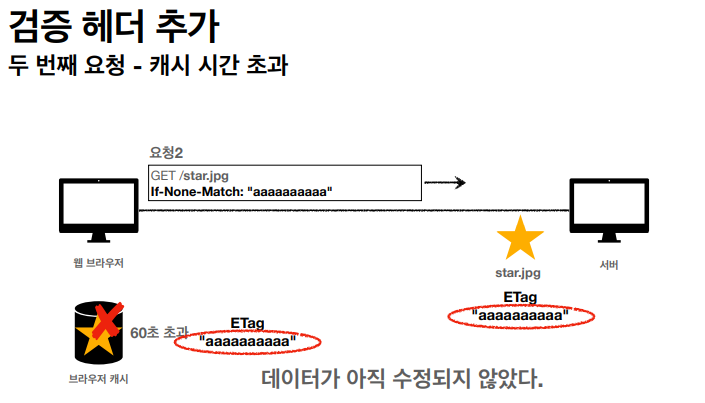 검증 헤더 추가
두 번째 요청 - 캐시 시간 초과
요청2
GET /star.jpg
If-None-Match: "aaaaaaaaaa"
웹 브라우저
star.jpg
서버
ETag
"aaaaaaaaaa"
60초 초과
ETag
"aaaaaaaaaa"
브라우저 캐시
데이터가 아직 수정되지 않았다.